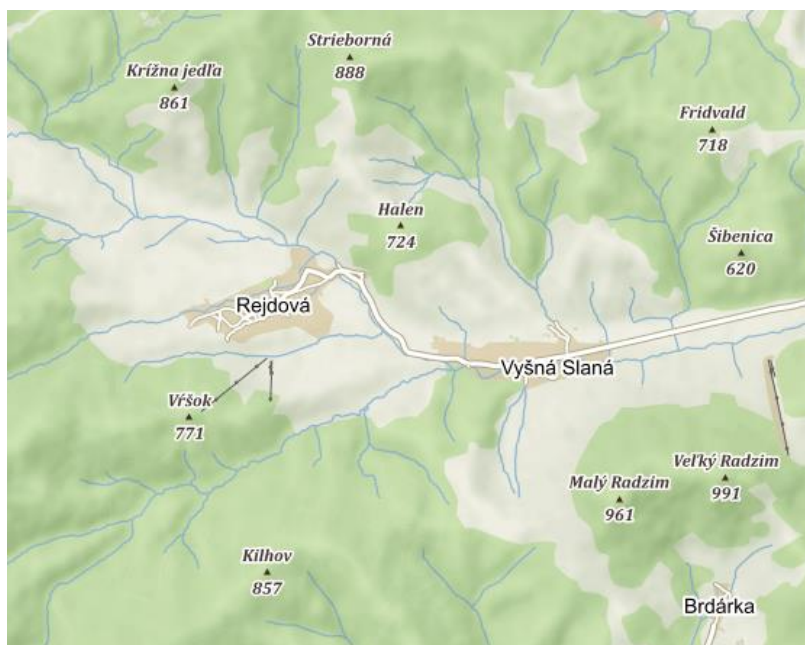 Strieborná
888
Krížna jedľa
861
Fridvald
718
Halen
724
Šibenica
620
Rejdová
Vyšná Slaná
Vŕšok
771
Veľký Radzim
991
Malý Radzim
961
Kilhov
857
Brdárka